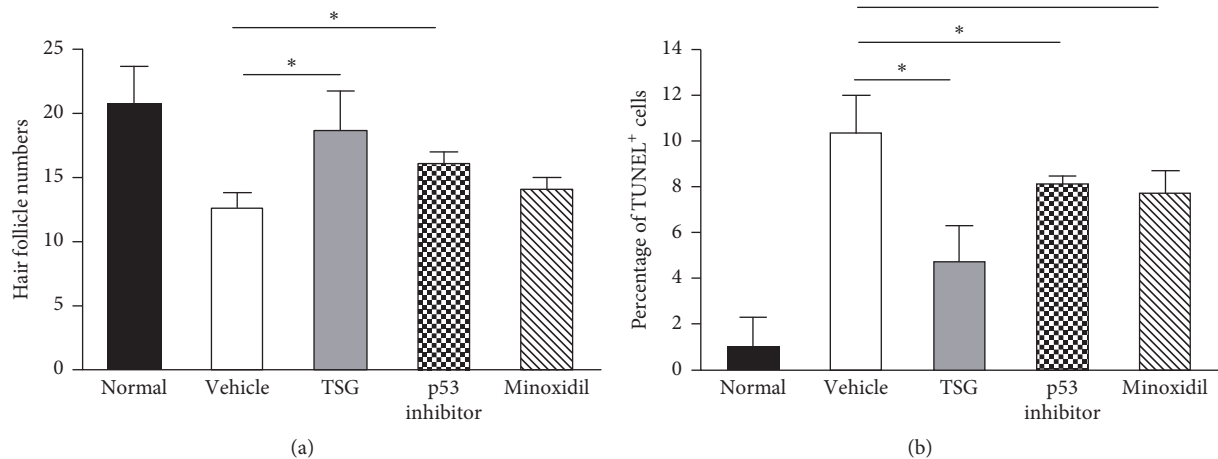 *
*
25
20
15
10
5
0
Hair follicle numbers
Normal
Vehicle
TSG
p53
inhibitor
Minoxidil
(a)
*
*
14
12
10
8
6
4
2
0
Percentage of TUNEL⁺ cells
Normal
Vehicle
TSG
p53
inhibitor
Minoxidil
(b)